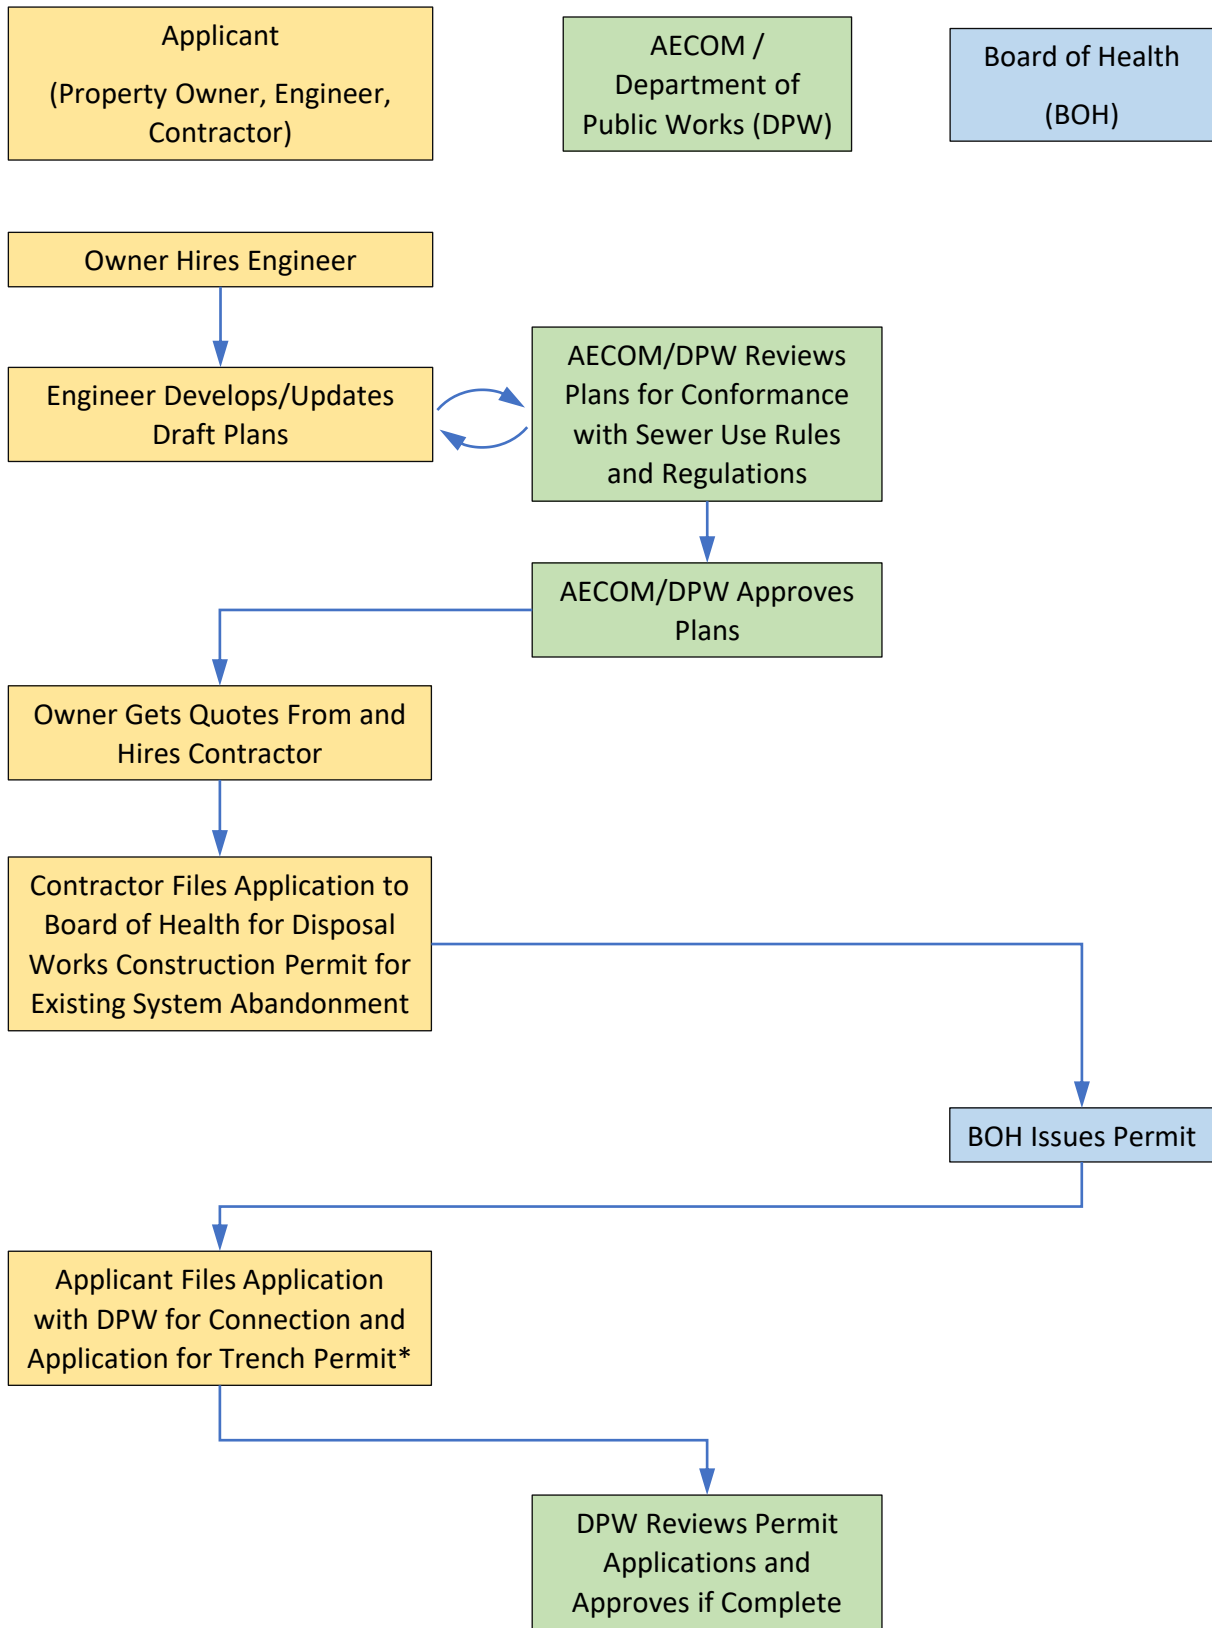 Applicant
(Property Owner, Engineer,
Contractor)
AECOM /
Department of
Public Works (DPW)
Board of Health
(BOH)
Owner Hires Engineer
Engineer Develops/Updates
Draft Plans
AECOM/DPW Reviews
Plans for Conformance
with Sewer Use Rules
and Regulations
AECOM/DPW Approves
Plans
Owner Gets Quotes From and
Hires Contractor
Contractor Files Application to
Board of Health for Disposal
Works Construction Permit for
Existing System Abandonment
BOH Issues Permit
Applicant Files Application
with DPW for Connection and
Application for Trench Permit*
DPW Reviews Permit
Applications and
Approves if Complete